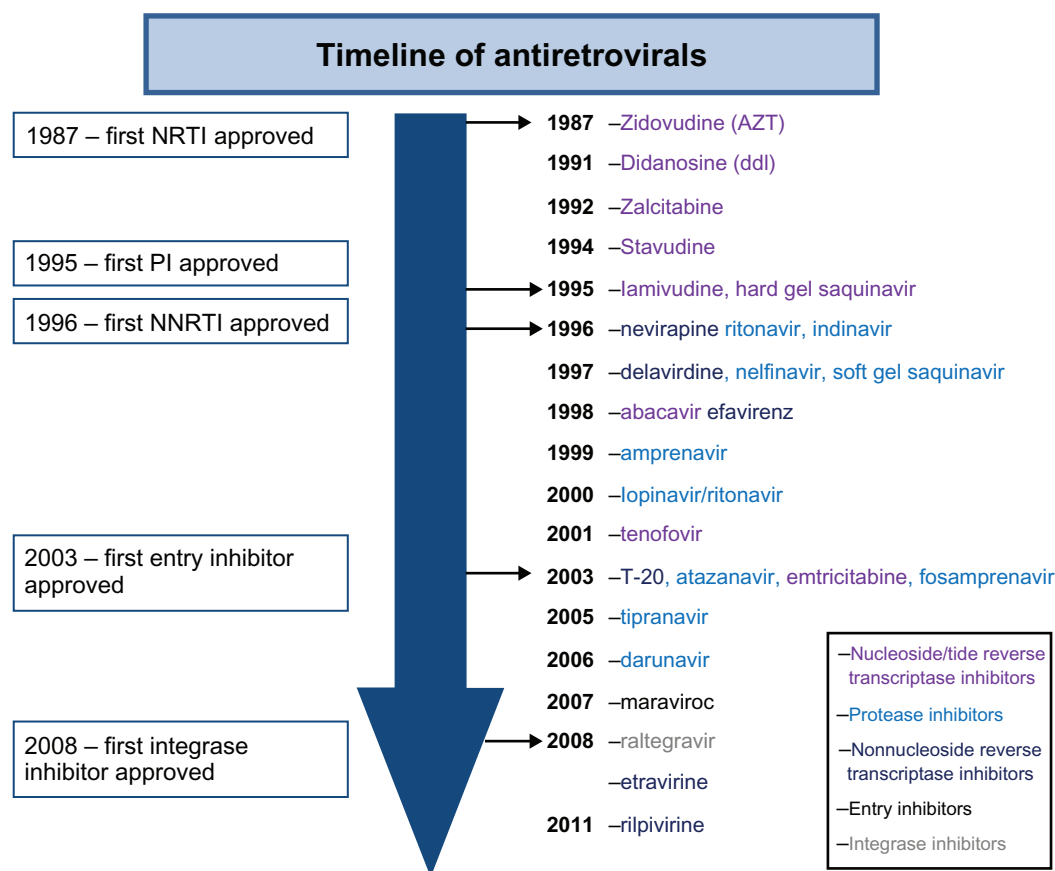 Timeline of antiretrovirals
1987 – first NRTI approved
1995 – first PI approved
1996 – first NNRTI approved
2003 – first entry inhibitor
approved
2008 – first integrase
inhibitor approved
1987 –Zidovudine (AZT)
1991 –Didanosine (ddI)
1992 –Zalcitabine
1994 –Stavudine
1995 –lamivudine, hard gel saquinavir
1996 –nevirapine ritonavir, indinavir
1997 –delavirdine, nelfinavir, soft gel saquinavir
1998 –abacavir efavirenz
1999 –amprenavir
2000 –lopinavir/ritonavir
2001 –tenofovir
2003 –T-20, atazanavir, emtricitabine, fosamprenavir
2005 –tipranavir
2006 –darunavir
2007 –maraviroc
2008 –raltegravir
–etravirine
2011 –rilpivirine
–Nucleoside/tide reverse
transcriptase inhibitors
–Protease inhibitors
–Nonnucleoside reverse
transcriptase inhibitors
–Entry inhibitors
–Integrase inhibitors